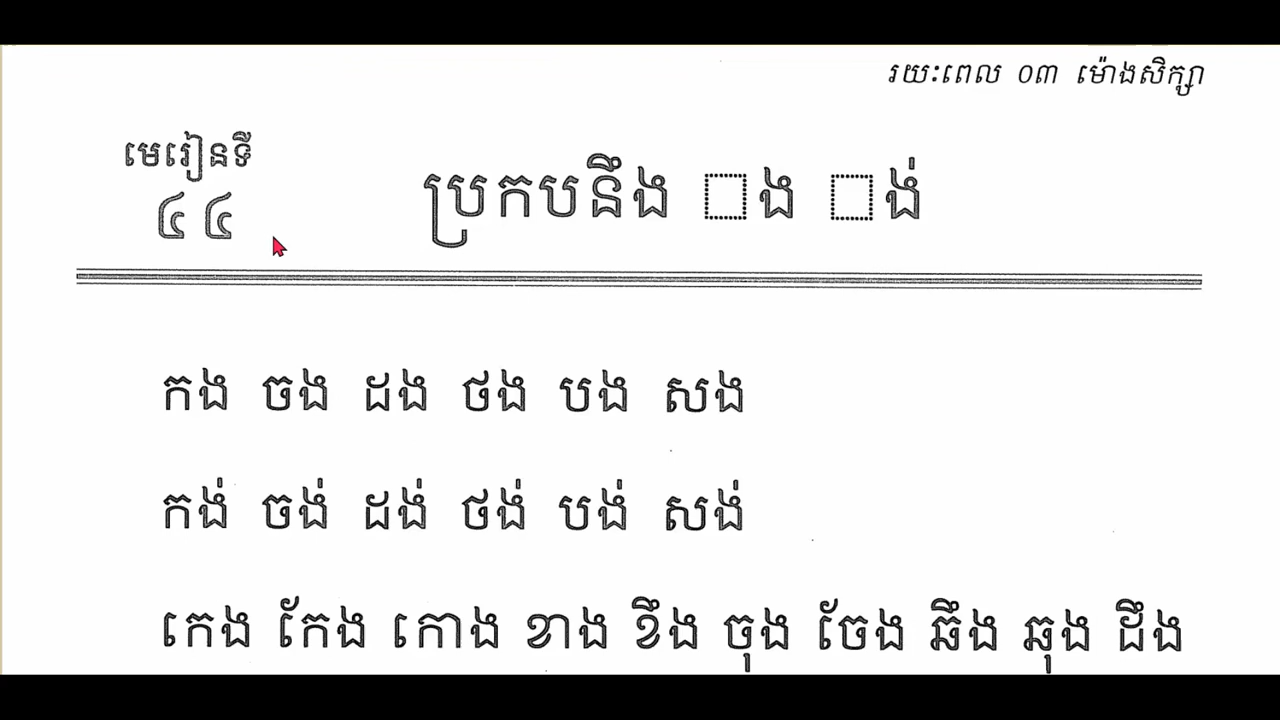 រយៈពេល ០៣ ម៉ោងសិក្សា
មេរៀនទី
៤៤
ប្រកបនឹង □ង □ង់
កង ចង ដង ថង បង សង
កង់ ចង់ ដង់ ថង់ បង់ សង់
កេង កែង កោង ខាង ខឹង ចុង ចែង ឆឹង ឆុង ដឹង